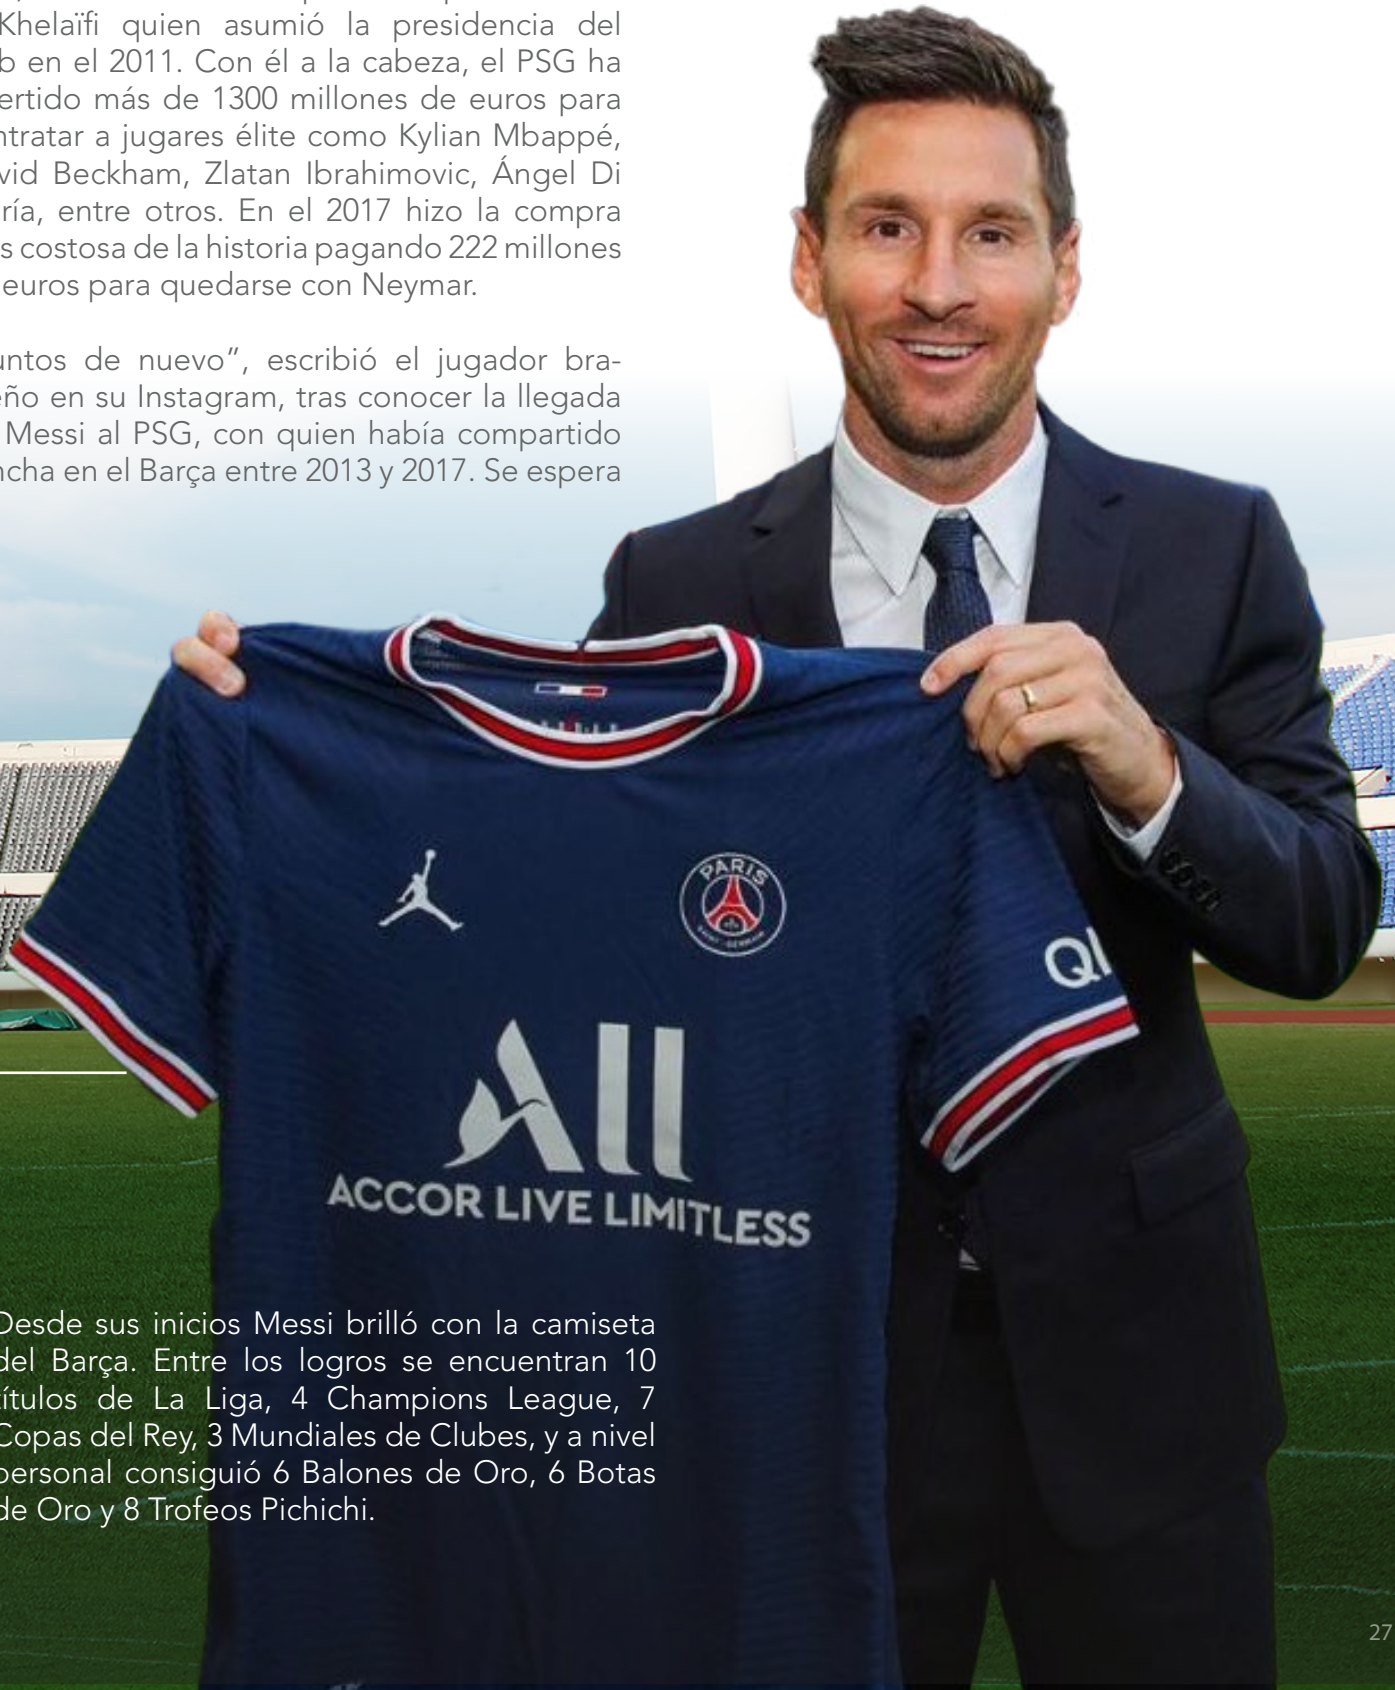 Khelaïfi quien asumió la presidencia del
b en el 2011. Con él a la cabeza, el PSG ha
ertido más de 1300 millones de euros para
ntratar a jugares élite como Kylian Mbappé,
vid Beckham, Zlatan Ibrahimovic, Ángel Di
ría, entre otros. En el 2017 hizo la compra
s costosa de la historia pagando 222 millones
euros para quedarse con Neymar.
untos de nuevo”, escribió el jugador bra-
eño en su Instagram, tras conocer la llegada
Messi al PSG, con quien había compartido
ncha en el Barça entre 2013 y 2017. Se espera
PARIS
SAINT-GERMAIN
QI
All
ACCOR LIVE LIMITLESS
Desde sus inicios Messi brilló con la camiseta
del Barça. Entre los logros se encuentran 10
títulos de La Liga, 4 Champions League, 7
Copas del Rey, 3 Mundiales de Clubes, y a nivel
personal consiguió 6 Balones de Oro, 6 Botas
de Oro y 8 Trofeos Pichichi.
27